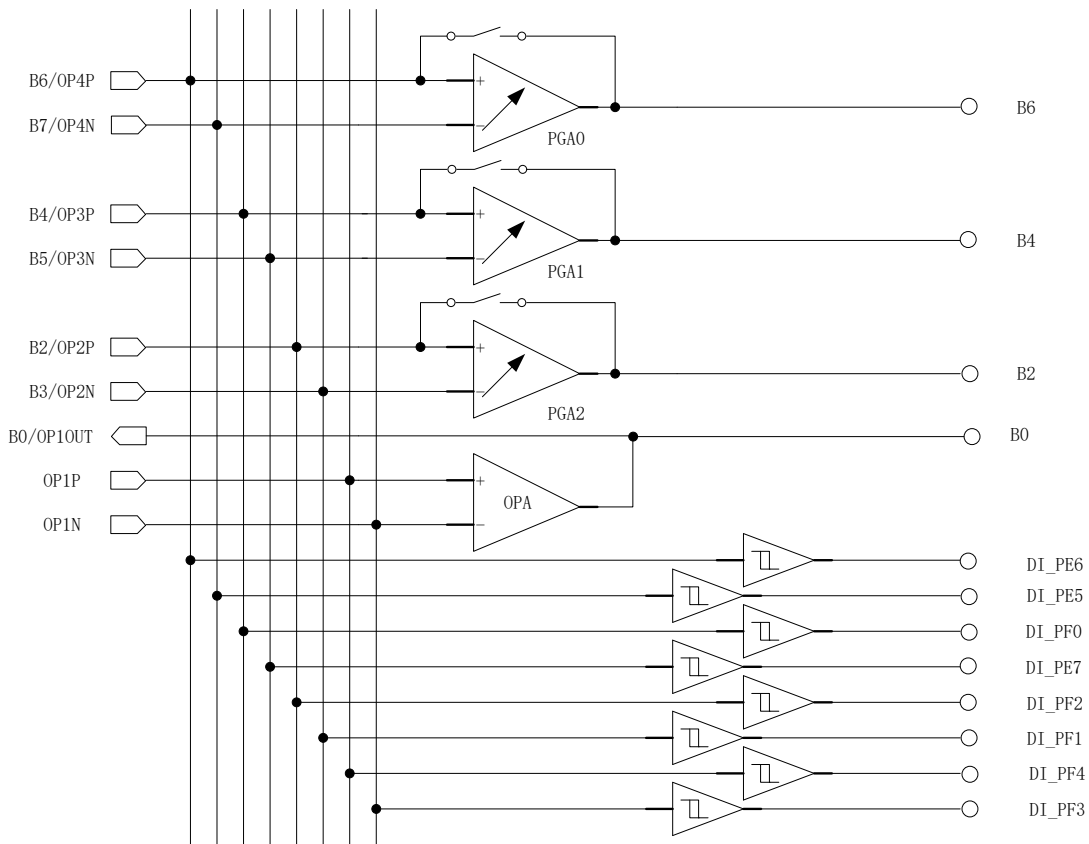 B6/OP4P
B7/OP4N
PGA0
B6
B4/OP3P
B5/OP3N
PGA1
B4
B2/OP2P
B3/OP2N
PGA2
B2
B0/OP1OUT
B0
OP1P
OP1N
OPA
DI_PE6
DI_PE5
DI_PF0
DI_PE7
DI_PF2
DI_PF1
DI_PF4
DI_PF3